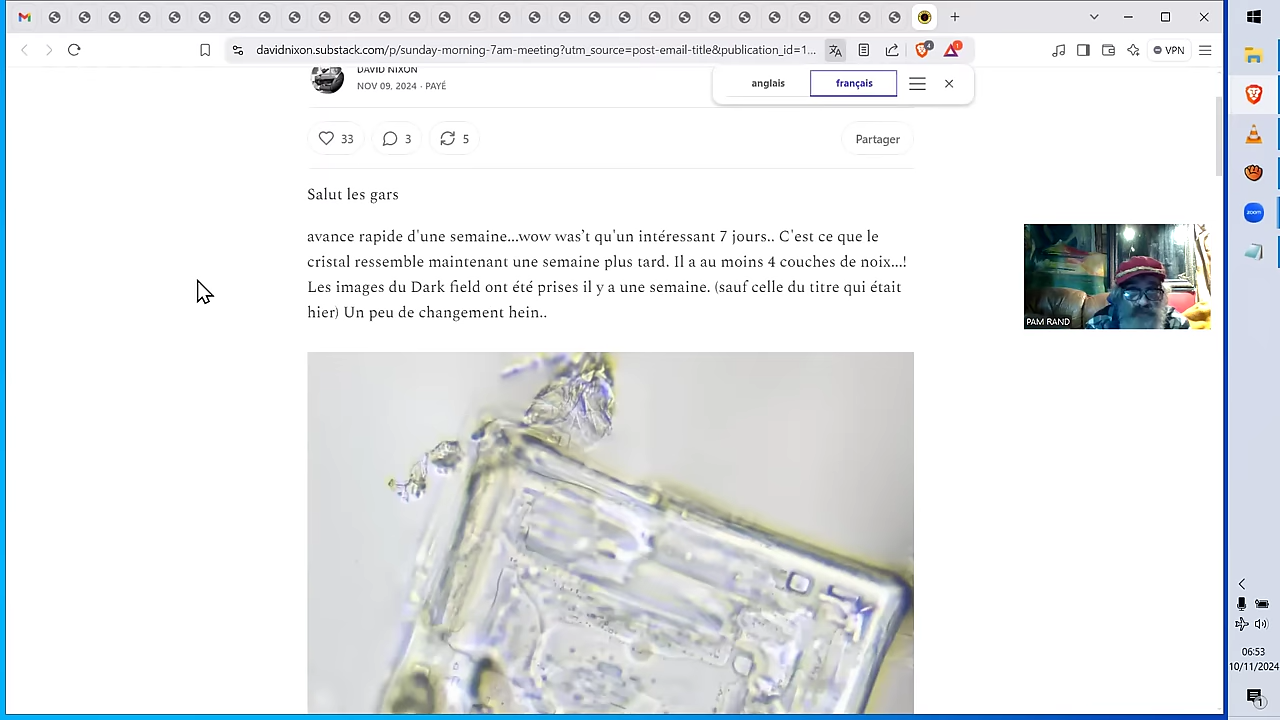 davidnixon.substack.com/p/sunday-morning-7am-meeting?utm_source=post-email-title&publication_id=1...
4
1
VPN
DAVID NIXON
NOV 09, 2024 · PAYÉ
anglais
français
33
3
5
Partager
Salut les gars
avance rapide d'une semaine...wow was’t qu'un intéressant 7 jours.. C'est ce que le
cristal ressemble maintenant une semaine plus tard. Il a au moins 4 couches de noix...!
Les images du Dark field ont été prises il y a une semaine. (sauf celle du titre qui était
hier) Un peu de changement hein..
PAM RAND
zoom
06:53
10/11/2024